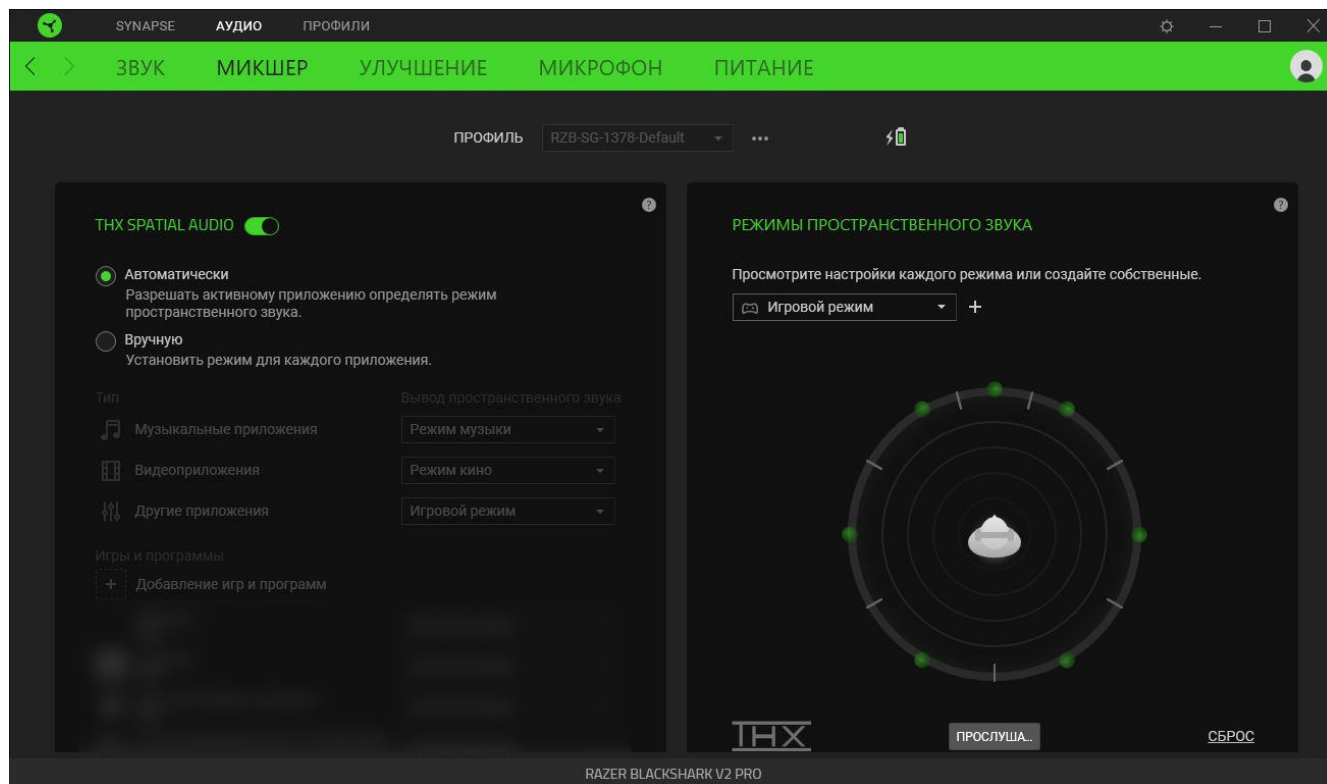 SYNAPSE АУДИО ПРОФИЛИ
ЗВУК МИКШЕР УЛУЧШЕНИЕ МИКРОФОН ПИТАНИЕ
ПРОФИЛЬ RZB-SG-1378-Default
THX SPATIAL AUDIO
Автоматически
Разрешать активному приложению определять режим
пространственного звука.
Вручную
Установить режим для каждого приложения.
Тип Вывод пространственного звука
Музыкальные приложения Режим музыки
Видеоприложения Режим кино
Другие приложения Игровой режим
Игры и программы
Добавление игр и программ
РЕЖИМЫ ПРОСТРАНСТВЕННОГО ЗВУКА
Просмотрите настройки каждого режима или создайте собственные.
Игровой режим
THX ПРОСЛУША... СБРОС
RAZER BLACKSHARK V2 PRO